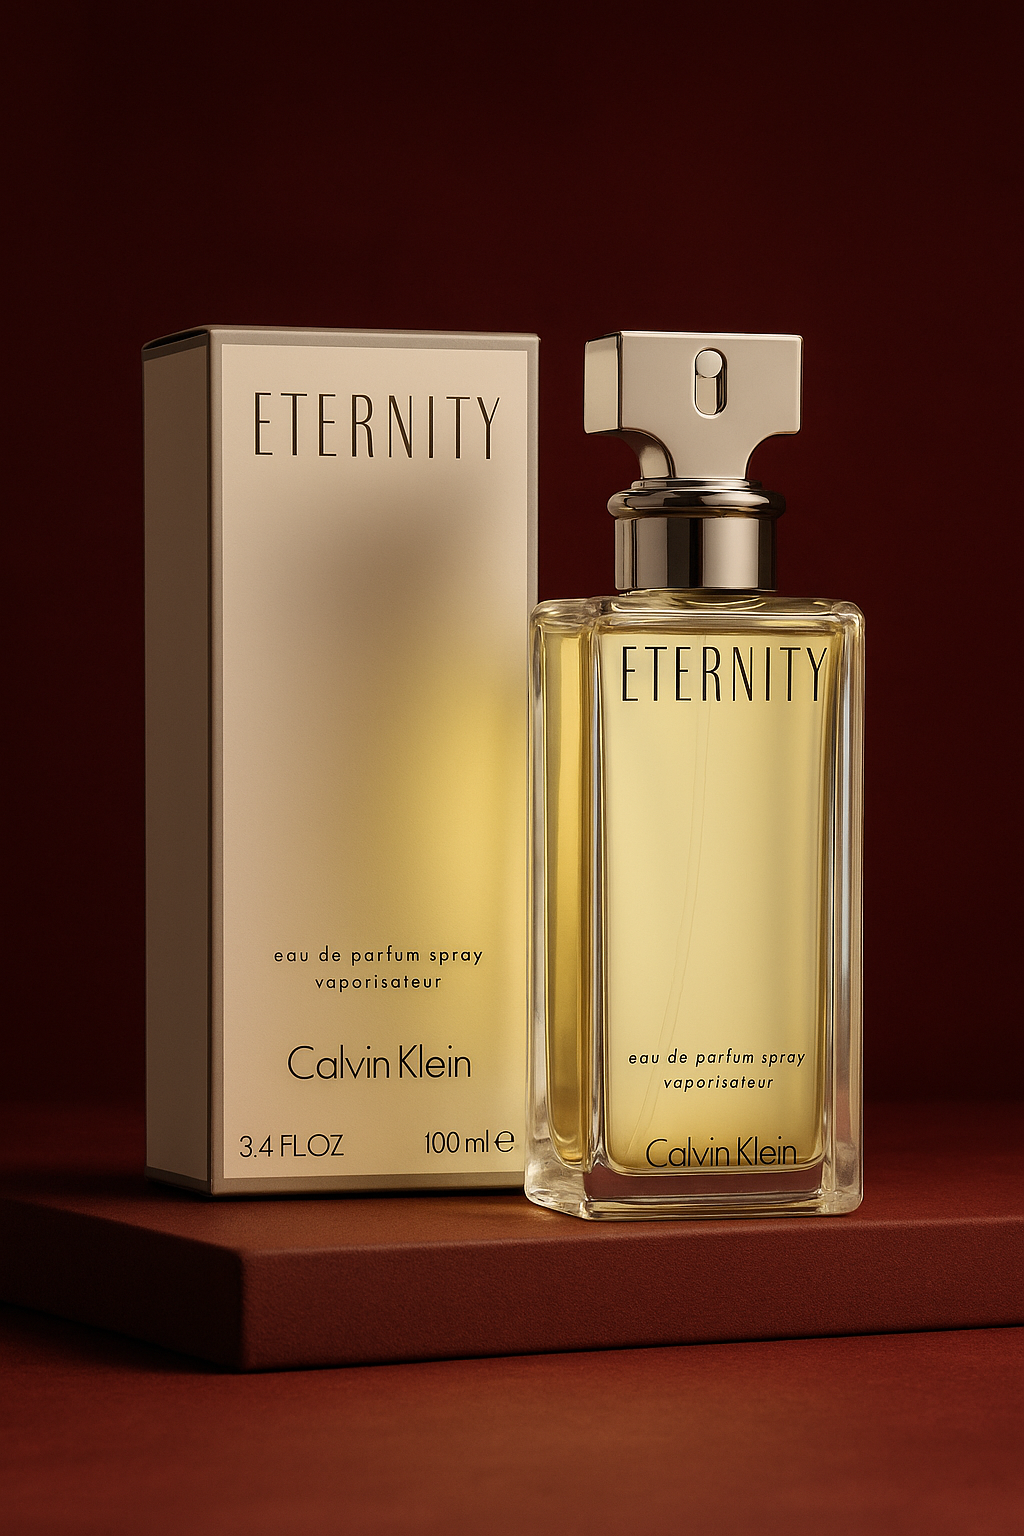 ETERNITY
eau de parfum spray
vaporisateur
Calvin Klein
3.4 FL OZ 100 ml ℮
ETERNITY
eau de parfum spray
vaporisateur
Calvin Klein